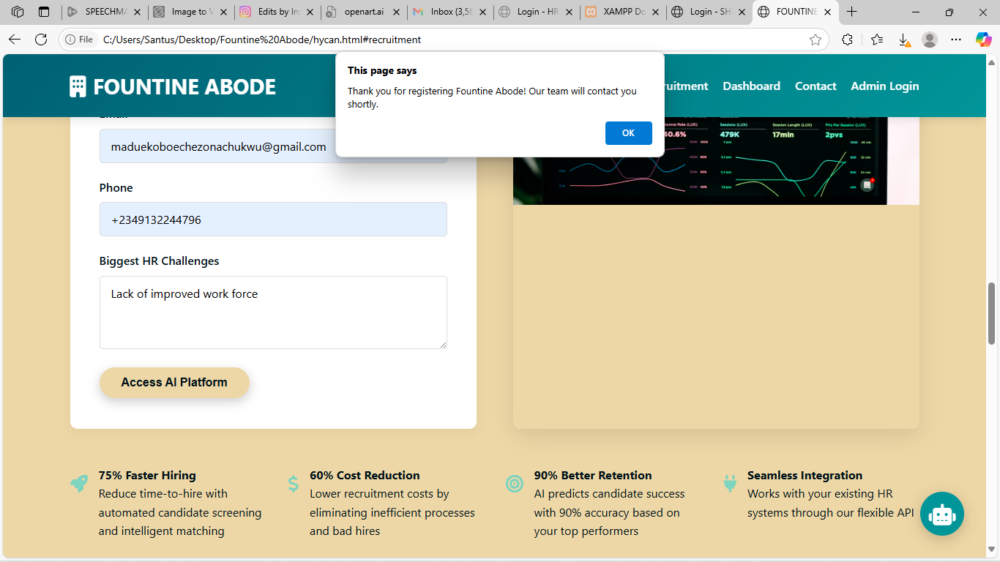 SPEECHMA
Image to V
Edits by Ins
openart.ai
Inbox (3,56
Login - HR
XAMPP Do
Login - SH
FOUNTINE
File
C:/Users/Santus/Desktop/Fountine%20Abode/hycan.html#recruitment
FOUNTINE ABODE
ruitment
Dashboard
Contact
Admin Login
This page says
Thank you for registering Fountine Abode! Our team will contact you
shortly.
OK
Email
maduekoboechezonachukwu@gmail.com
Phone
+2349132244796
Biggest HR Challenges
Lack of improved work force
Access AI Platform
ounce Rate (LUX)
40.6%
Sessions (LUX)
479K
Session Length (LUX)
17min
PVs Per Session (LUX)
2pvs
75% Faster Hiring
Reduce time-to-hire with
automated candidate screening
and intelligent matching
60% Cost Reduction
Lower recruitment costs by
eliminating inefficient processes
and bad hires
90% Better Retention
AI predicts candidate success
with 90% accuracy based on
your top performers
Seamless Integration
Works with your existing HR
systems through our flexible API